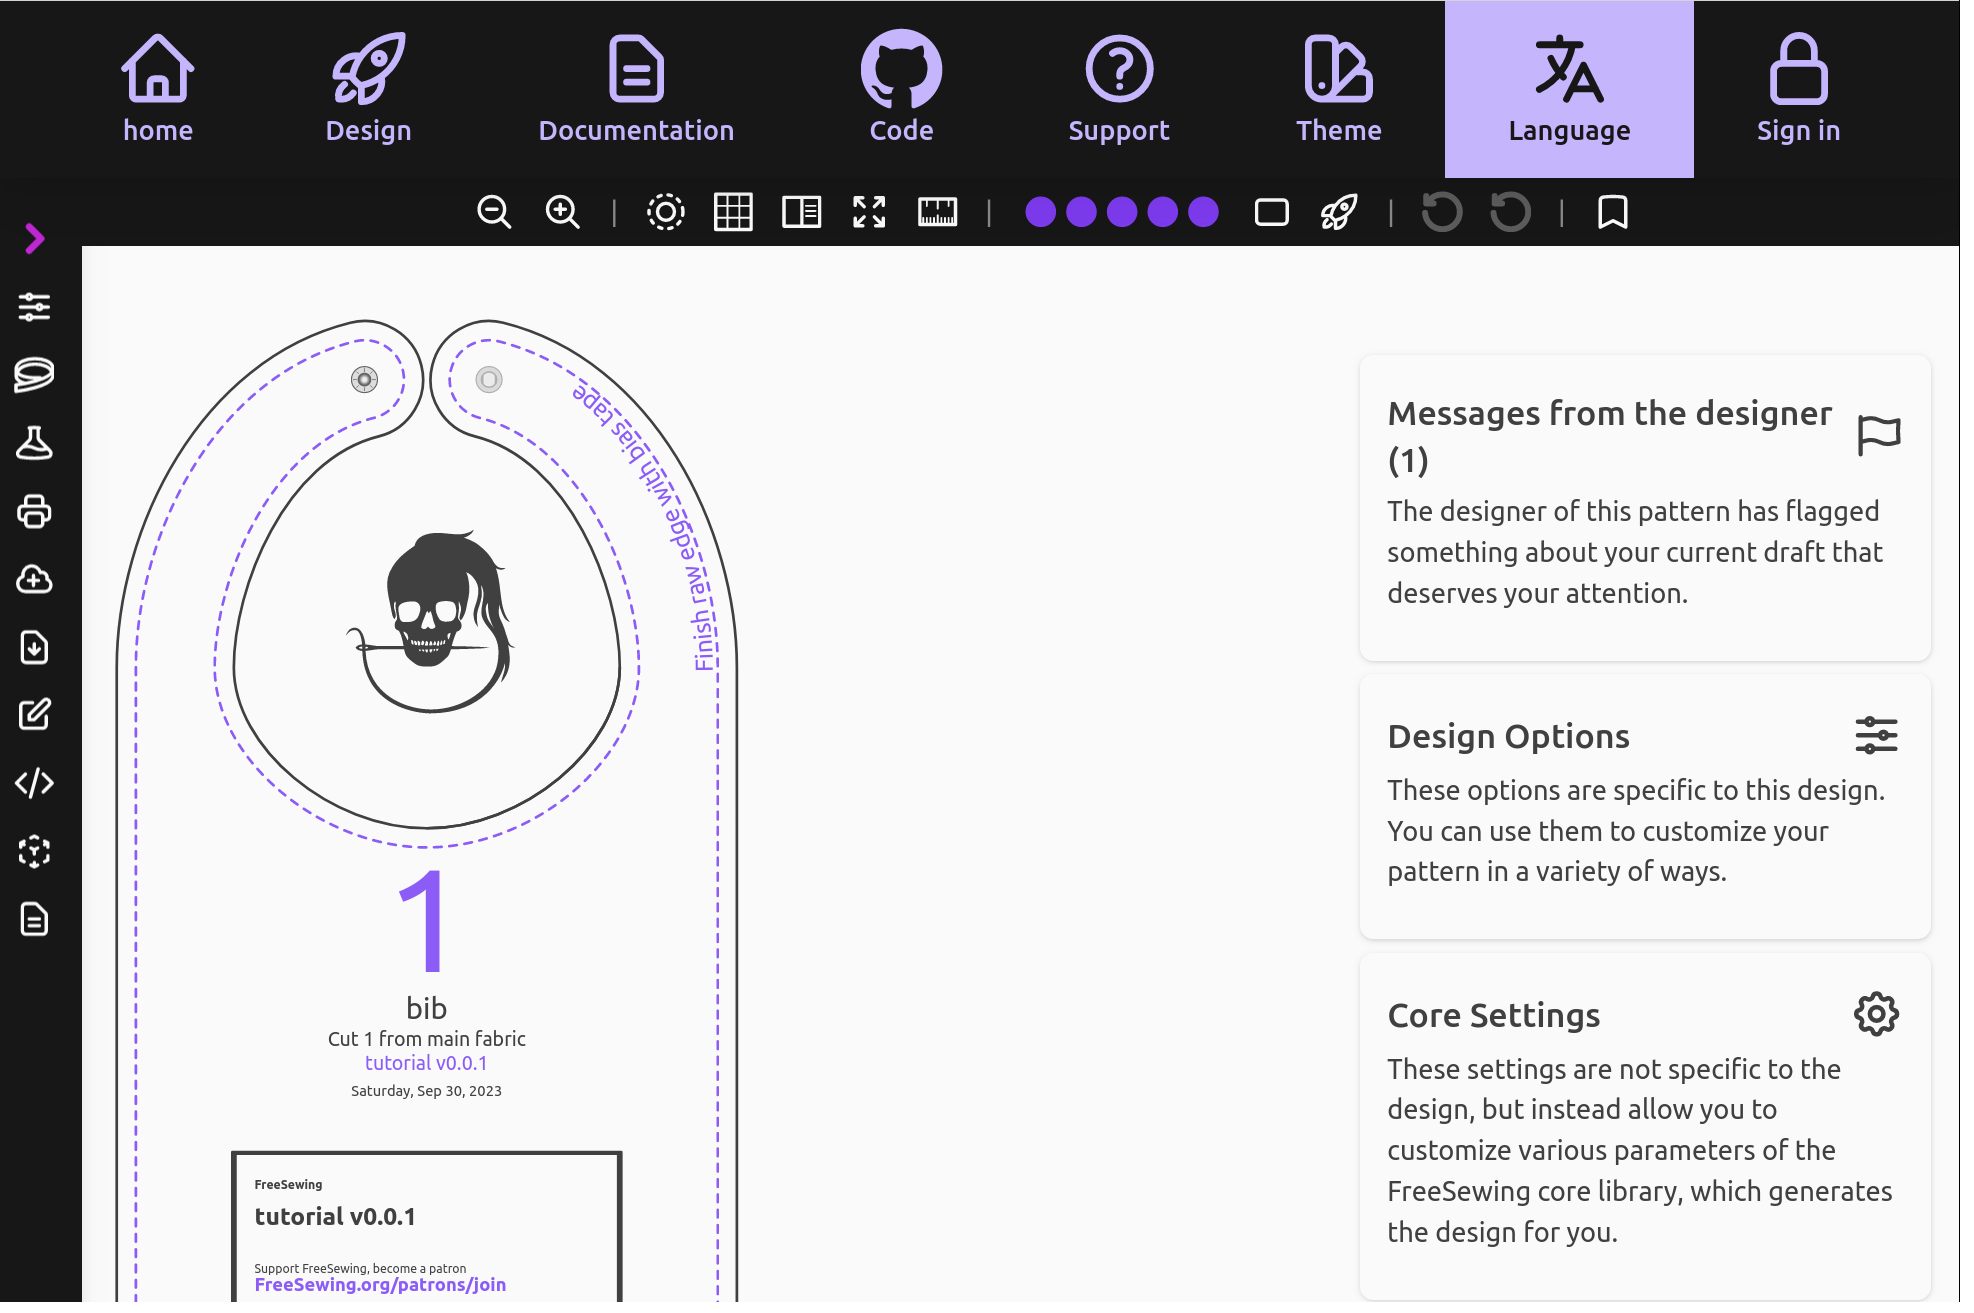 home
Design
Documentation
Code
Support
Theme
Language
Sign in
Finish raw edge with bias tape
1
bib
Cut 1 from main fabric
tutorial v0.0.1
Saturday, Sep 30, 2023
FreeSewing
tutorial v0.0.1
Support FreeSewing, become a patron
FreeSewing.org/patrons/join
Messages from the designer
(1)
The designer of this pattern has flagged
something about your current draft that
deserves your attention.
Design Options
These options are specific to this design.
You can use them to customize your
pattern in a variety of ways.
Core Settings
These settings are not specific to the
design, but instead allow you to
customize various parameters of the
FreeSewing core library, which generates
the design for you.